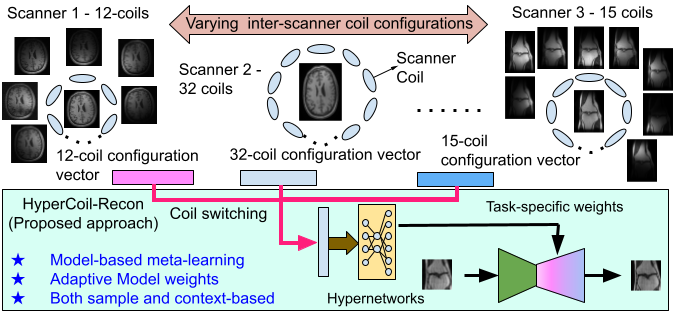 Scanner 1 - 12-coils
Varying inter-scanner coil configurations
Scanner 3 - 15 coils
Scanner 2 -
32 coils
Scanner
Coil
12-coil configuration
vector
32-coil configuration vector
15-coil
configuration vector
HyperCoil-Recon
(Proposed approach)
Coil switching
Task-specific weights
Model-based meta-learning
Adaptive Model weights
Both sample and context-based
Hypernetworks